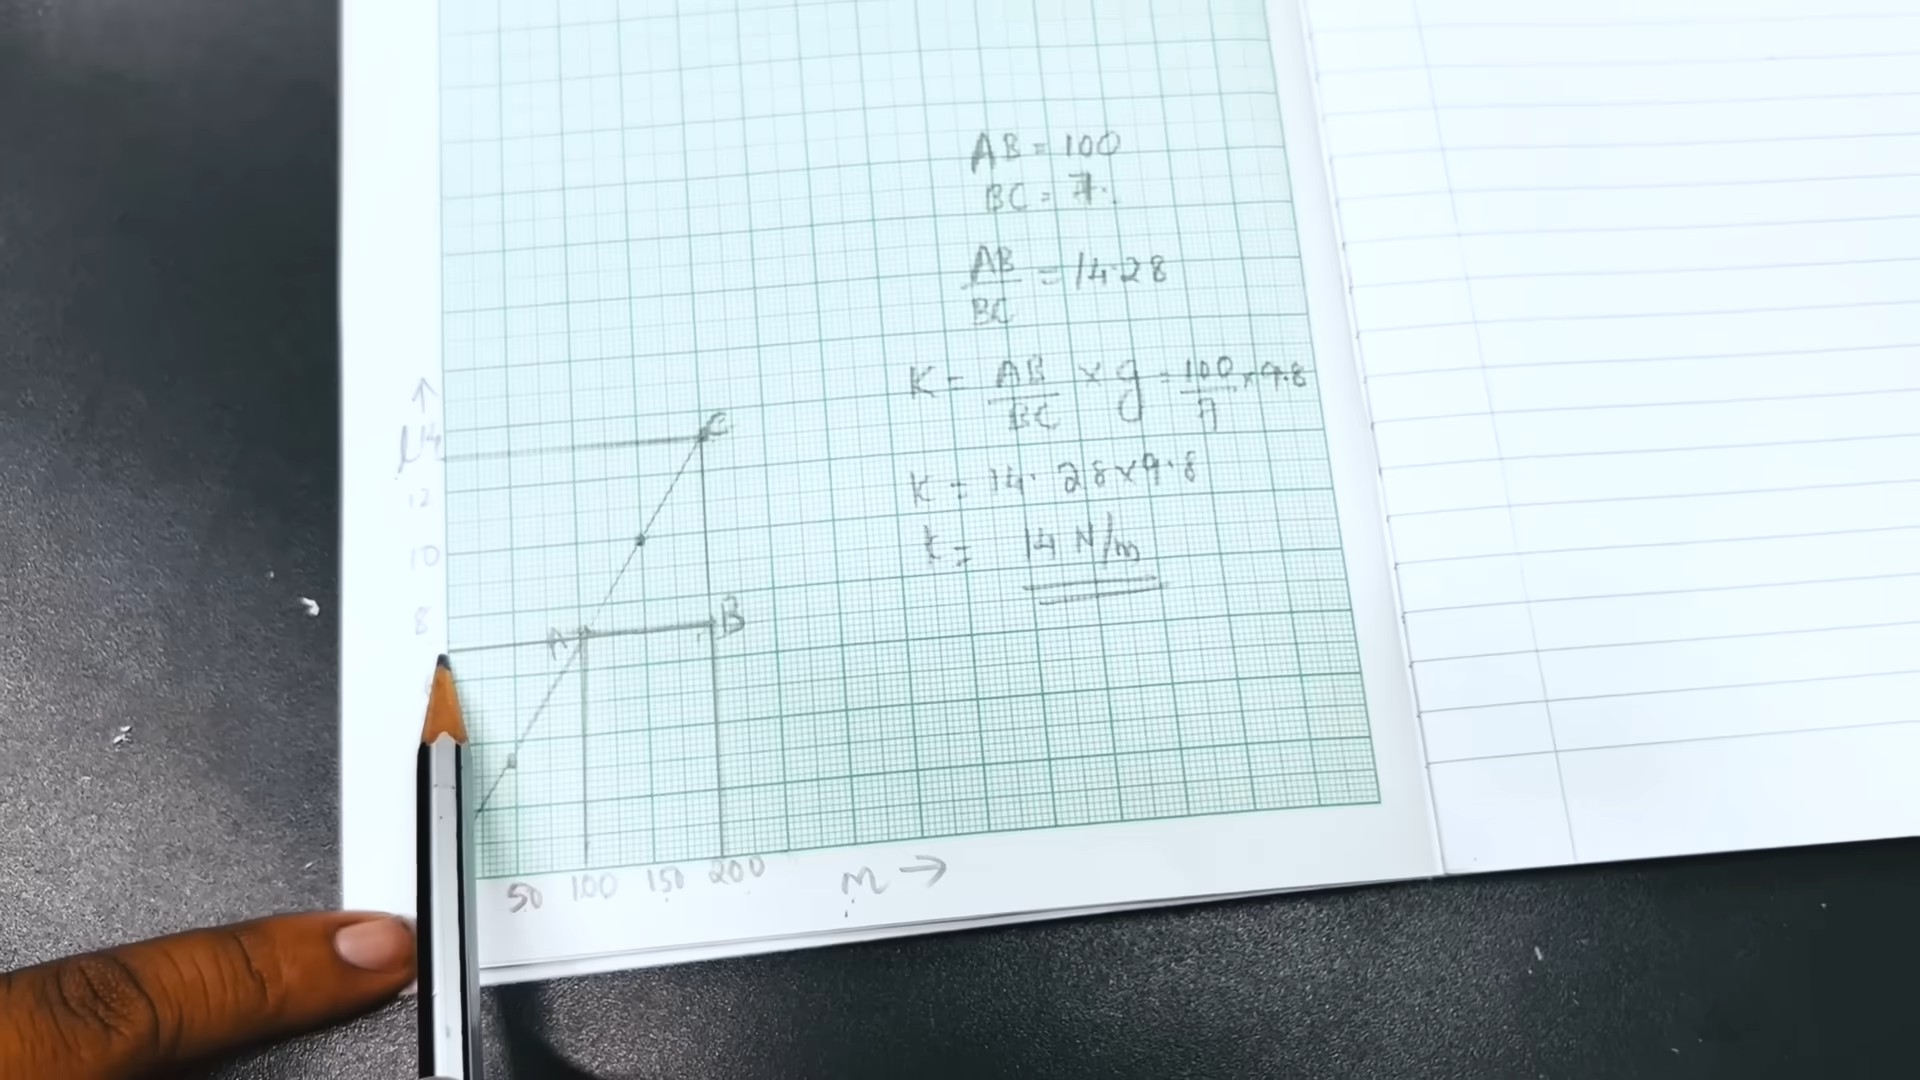 AB = 100
BC = 7.
AB/BC = 14.28
K = AB/BC × g = 100/7 × 9.8
K = 14.28×9.8
k = 14 N/m
↑
l 14
12
10
8
C
A B
50 100 150 200 m →